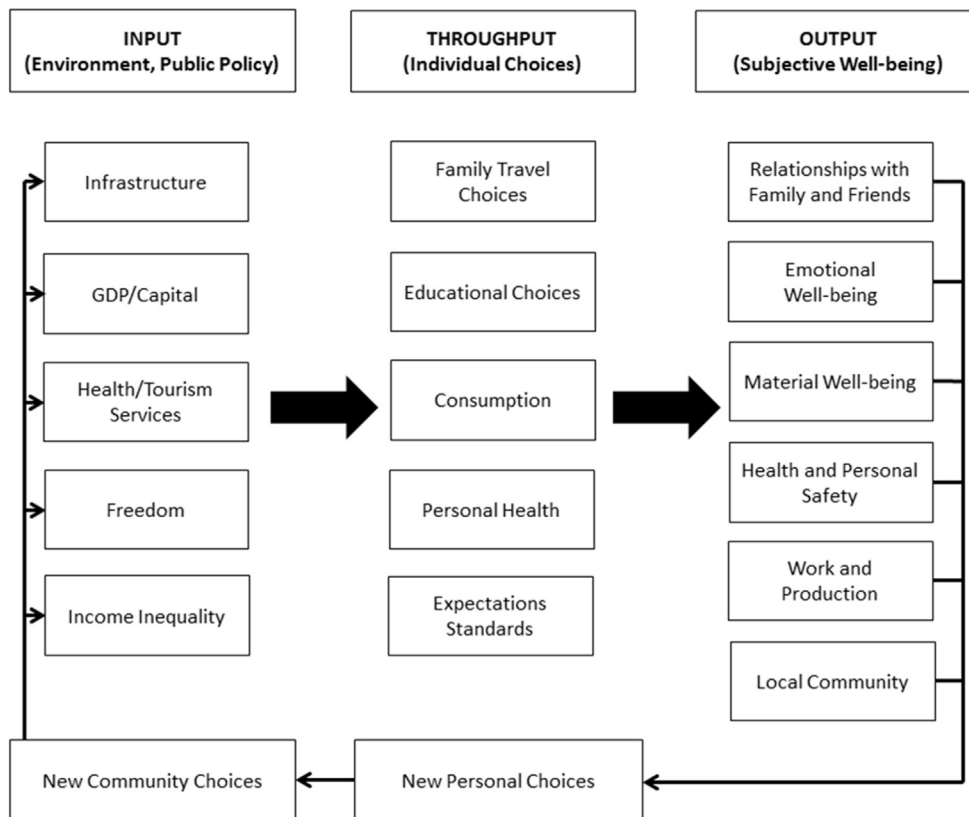 INPUT
(Environment, Public Policy)
THROUGHPUT
(Individual Choices)
OUTPUT
(Subjective Well-being)
Infrastructure
GDP/Capital
Health/Tourism
Services
Freedom
Income Inequality
Family Travel
Choices
Educational Choices
Consumption
Personal Health
Expectations
Standards
Relationships with
Family and Friends
Emotional
Well-being
Material Well-being
Health and Personal
Safety
Work and
Production
Local Community
New Community Choices
New Personal Choices